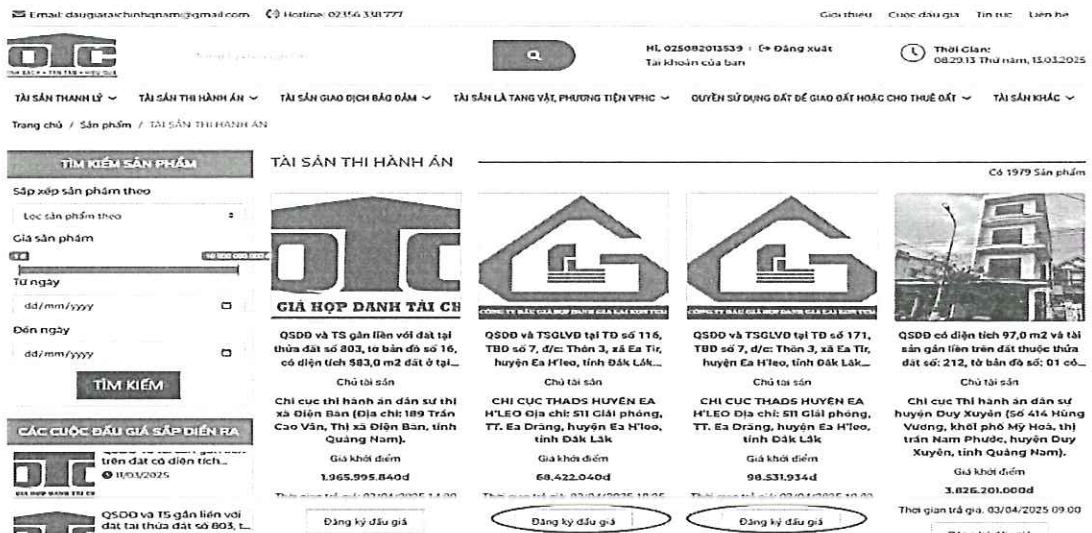 Email: daugiataichinhqnam@gmail.com Hotline: 02356 338 777
Giới thiệu Cuộc đấu giá Tin tức Liên hệ
OTC
Hi, 025082013539 Đăng xuất
Tài khoản của bạn
Thời Gian:
08:29:13 Thứ năm, 13.03.2025
TÀI SẢN THANH LÝ TÀI SẢN THI HÀNH ÁN TÀI SẢN GIAO DỊCH BẢO ĐẢM TÀI SẢN LÀ TANG VẬT, PHƯƠNG TIỆN VPHC QUYỀN SỬ DỤNG ĐẤT ĐỂ GIAO ĐẤT HOẶC CHO THUÊ ĐẤT TÀI SẢN KHÁC
Trang chủ / Sản phẩm / TÀI SẢN THI HÀNH ÁN
TÌM KIẾM SẢN PHẨM
Sắp xếp sản phẩm theo
Lọc sản phẩm theo
Giá sản phẩm
Từ ngày
dd/mm/yyyy
Đến ngày
dd/mm/yyyy
TÌM KIẾM
CÁC CUỘC ĐẤU GIÁ SẮP DIỄN RA
trên đất có diện tích...
11/03/2025
QSDĐ và TS gắn liền với
đất tại thửa đất số 803, t...
TÀI SẢN THI HÀNH ÁN
Có 1979 Sản phẩm
GIÁ HỢP DANH TÀI CH
QSDĐ và TS gắn liền với đất tại
thửa đất số 803, tờ bản đồ số 16,
có diện tích 583,0 m2 đất ở tại...
Chủ tài sản
Chi cục thi hành án dân sự thị
xã Điện Bàn (Địa chỉ: 189 Trần
Cao Vân, Thị xã Điện Bàn, tỉnh
Quảng Nam).
Giá khởi điểm
1.965.995.840đ
Thời gian trả giá: 03/04/2025 14:00
Đăng ký đấu giá
QSDĐ và TSGLVĐ tại TĐ số 116,
TBĐ số 7, đ/c: Thôn 3, xã Ea Tir,
huyện Ea H'leo, tỉnh Đắk Lắk...
Chủ tài sản
CHI CỤC THADS HUYỆN EA
H'LEO Địa chỉ: 511 Giải phóng,
TT. Ea Drăng, huyện Ea H'leo,
tỉnh Đắk Lắk
Giá khởi điểm
68.422.040đ
Đăng ký đấu giá
QSDĐ và TSGLVĐ tại TĐ số 171,
TBĐ số 7, đ/c: Thôn 3, xã Ea Tir,
huyện Ea H'leo, tỉnh Đắk Lắk...
Chủ tài sản
CHI CỤC THADS HUYỆN EA
H'LEO Địa chỉ: 511 Giải phóng,
TT. Ea Drăng, huyện Ea H'leo,
tỉnh Đắk Lắk
Giá khởi điểm
98.531.934đ
Đăng ký đấu giá
QSDĐ có diện tích 97,0 m2 và tài
sản gắn liền trên đất thuộc thửa
đất số: 212, tờ bản đồ số: 01 có...
Chủ tài sản
Chi cục Thi hành án dân sự
huyện Duy Xuyên (Số 414 Hùng
Vương, khối phố Mỹ Hoà, thị
trấn Nam Phước, huyện Duy
Xuyên, tỉnh Quảng Nam).
Giá khởi điểm
3.826.201.000đ
Thời gian trả giá: 03/04/2025 09:00